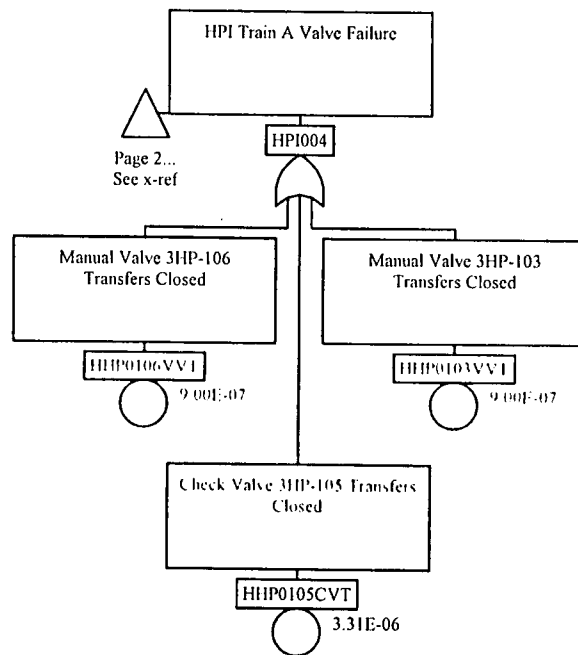 HPI Train A Valve Failure
HPI004
Page 2...
See x-ref
Manual Valve 3HP-106
Transfers Closed
HHP0106VVT
9.00E-07
Manual Valve 3HP-103
Transfers Closed
HHP0103VVT
9.00E-07
Check Valve 3HP-105 Transfers
Closed
HHP0105CVT
3.31E-06